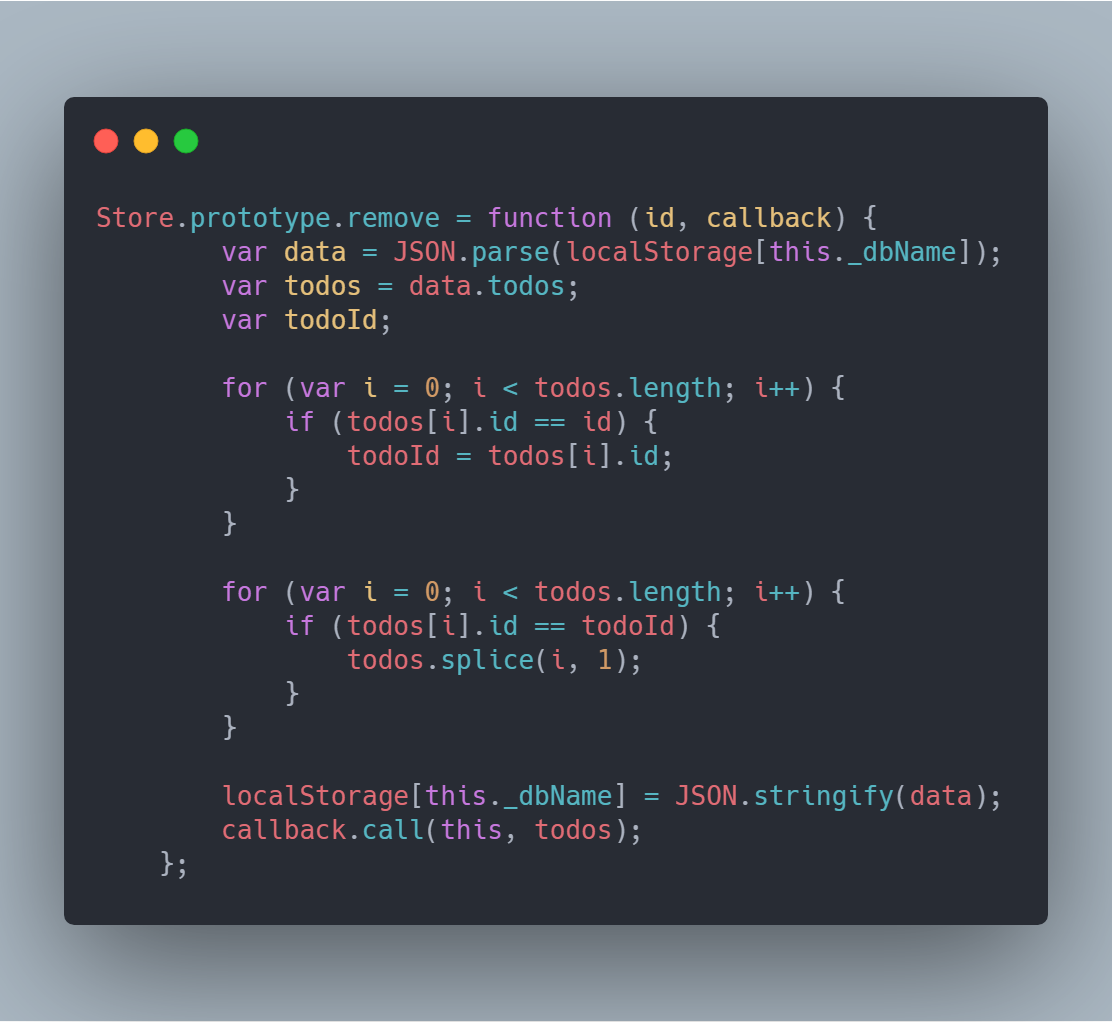 Store.prototype.remove = function (id, callback) {
        var data = JSON.parse(localStorage[this._dbName]);
        var todos = data.todos;
        var todoId;

        for (var i = 0; i < todos.length; i++) {
            if (todos[i].id == id) {
                todoId = todos[i].id;
            }
        }

        for (var i = 0; i < todos.length; i++) {
            if (todos[i].id == todoId) {
                todos.splice(i, 1);
            }
        }

        localStorage[this._dbName] = JSON.stringify(data);
        callback.call(this, todos);
    };